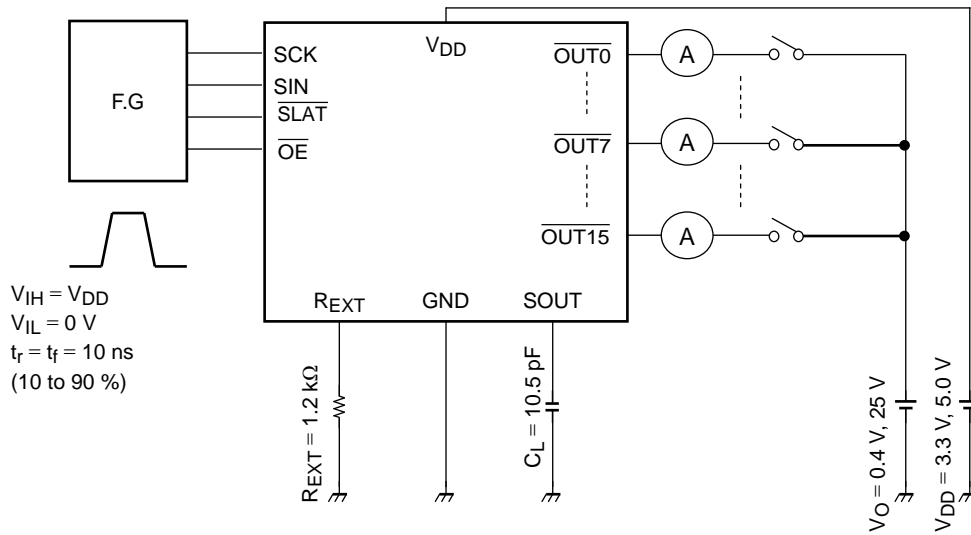 F.G
SCK
SIN
SLAT
OE
VDD
OUT0
OUT7
OUT15
A
A
A
REXT
GND
SOUT
VIH = VDD
VIL = 0 V
tr = tf = 10 ns
(10 to 90 %)
REXT = 1.2 kΩ
CL = 10.5 pF
VO = 0.4 V, 25 V
VDD = 3.3 V, 5.0 V